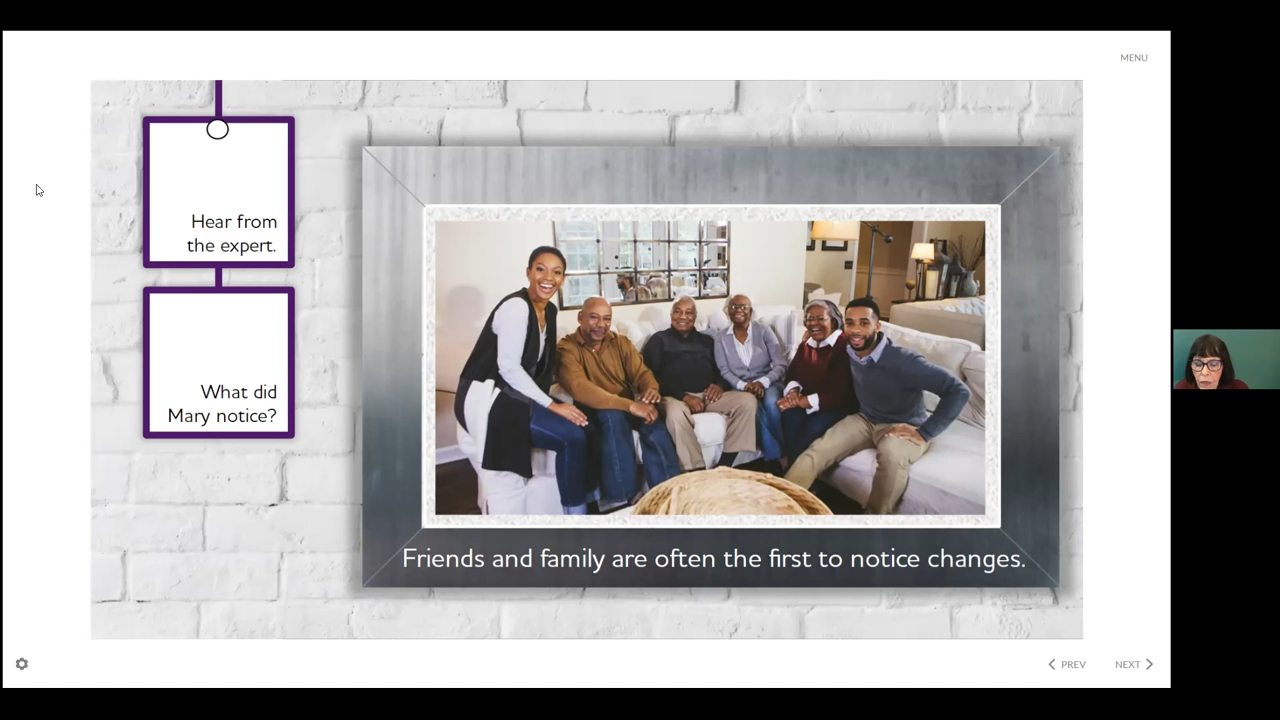 MENU
Hear from
the expert.
What did
Mary notice?
Friends and family are often the first to notice changes.
PREV
NEXT